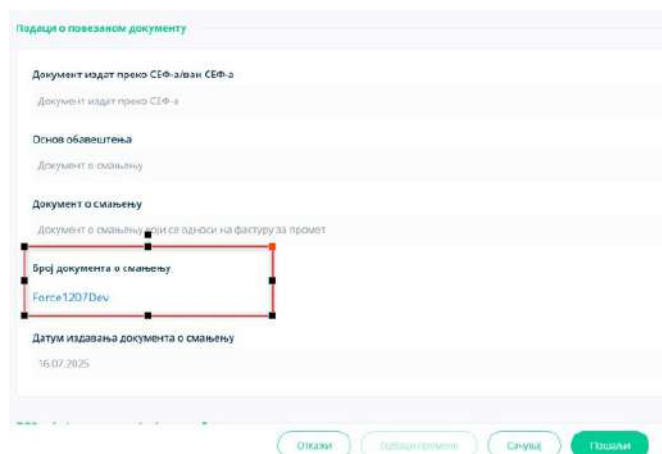 Подаци о повезаном документу
Документ издат преко СЕФ-а/ван СЕФ-а
Документ издат преко СЕФ-а
Основ обавештења
Документ о смањењу
Документ о смањењу
Документ о смањењу који се односи на фактуру за промет
Број документа о смањењу
Force1207Dev
Датум издавања документа о смањењу
16.07.2025
Откажи
Сачувај
Пошаљи